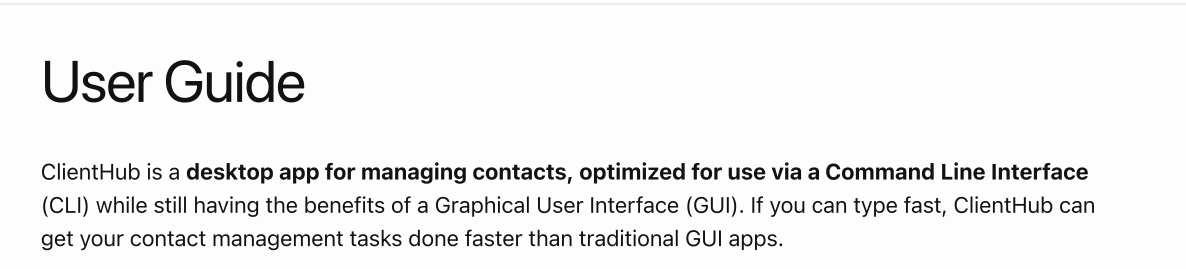 User Guide
ClientHub is a desktop app for managing contacts, optimized for use via a Command Line Interface
(CLI) while still having the benefits of a Graphical User Interface (GUI). If you can type fast, ClientHub can
get your contact management tasks done faster than traditional GUI apps.